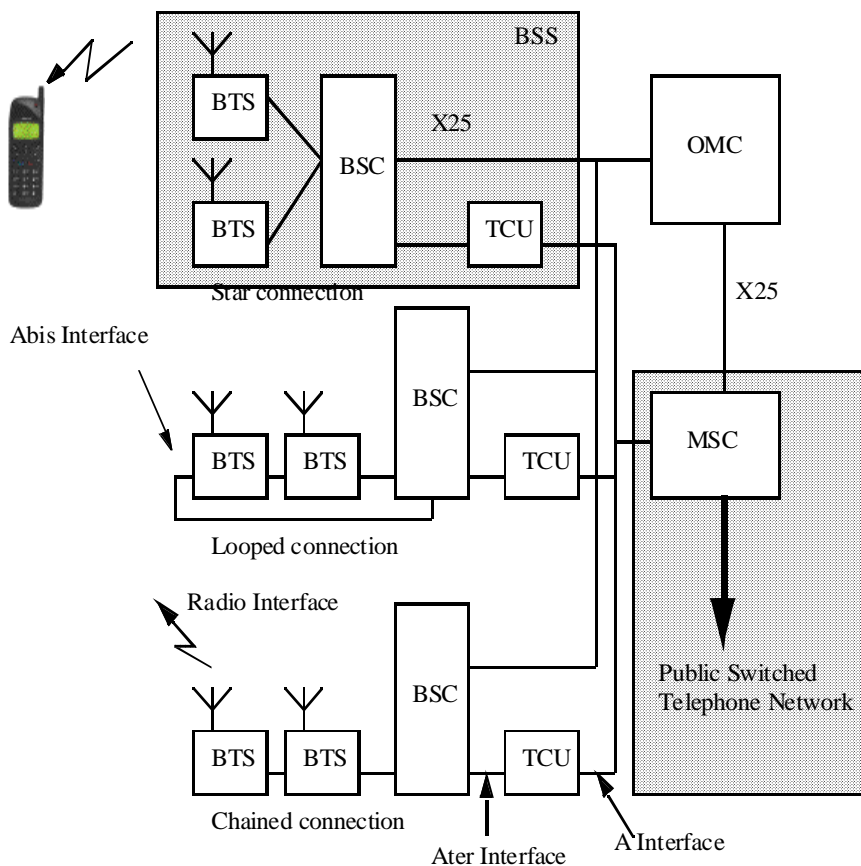 BSS
BTS
X25
BSC
OMC
BTS
TCU
Star connection
X25
Abis Interface
BSC
MSC
BTS
BTS
TCU
Looped connection
Radio Interface
Public Switched
Telephone Network
BSC
BTS
BTS
TCU
Chained connection
A Interface
Ater Interface